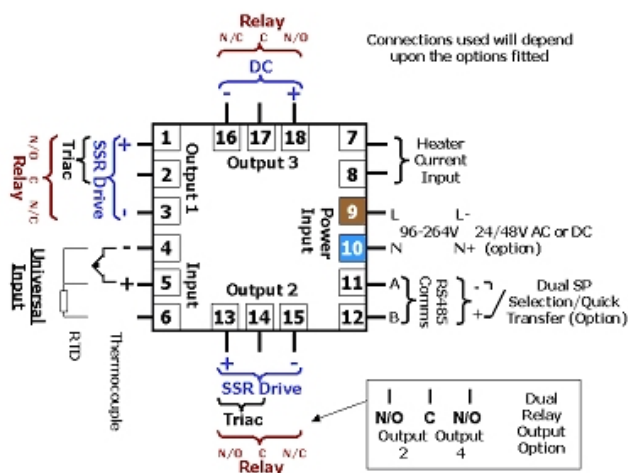 Relay
N/C C N/O
DC
- +
Connections used will depend
upon the options fitted
16 17 18
Output 3
1
2
3
4
5
6
Output 1
Input
+
-
SSR Drive
Triac
N/O C N/C
Relay
-
+
Universal
Input
RTD
Thermocouple
7
8
9
10
11
12
Heater
Current
Input
Power
Input
L L-
96-264V 24/48V AC or DC
N N+ (option)
A
B
RS485
Comms
-
+
Dual SP
Selection/Quick
Transfer (Option)
Output 2
13 14 15
+ -
SSR Drive
Triac
N/O C N/C
Relay
N/O C N/O
Output Output
2 4
Dual
Relay
Output
Option